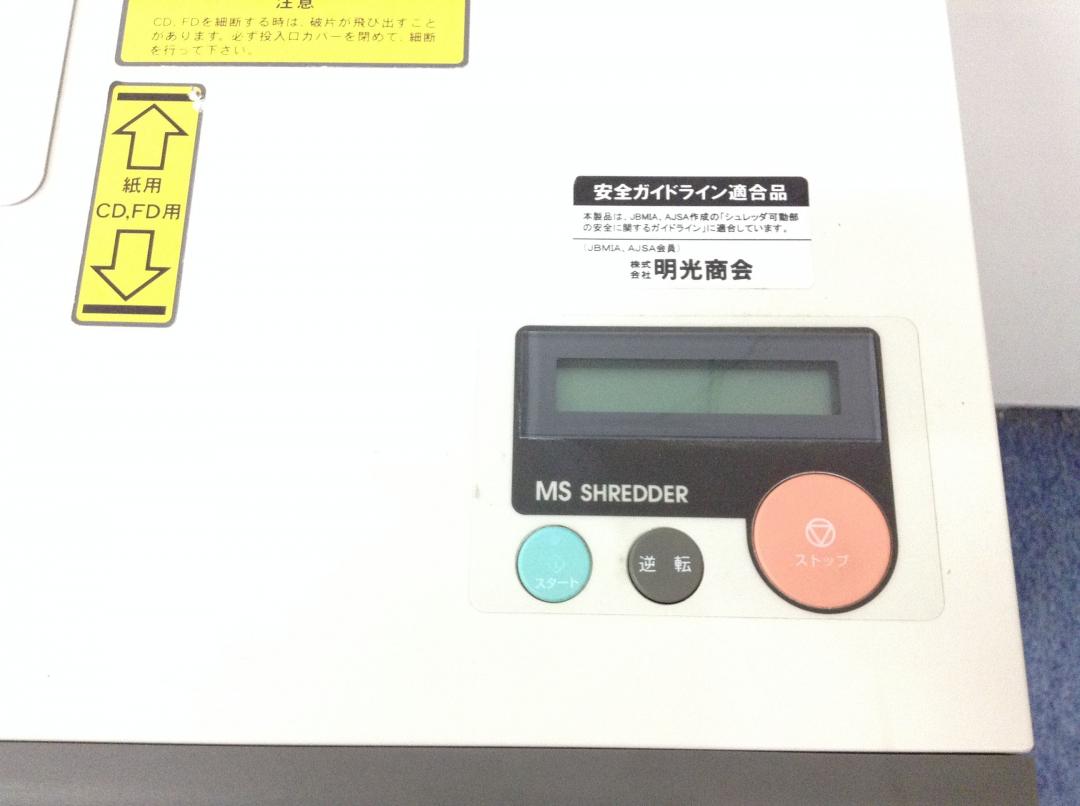 注意
CD、FDを細断する時は、破片が飛び出すこと
があります。必ず投入口カバーを閉めて、細断
を行って下さい。
紙用
CD,FD用
安全ガイドライン適合品
本製品は、JBMIA、AJSA作成の「シュレッダ可動部
の安全に関するガイドライン」に適合しています。
（JBMIA、AJSA会員）
株式会社 明光商会
MS SHREDDER
スタート
逆転
ストップ